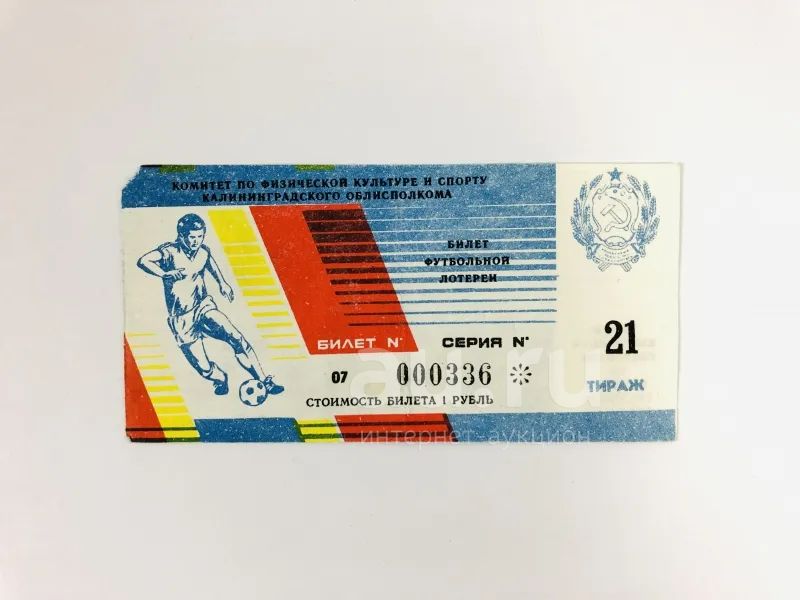 КОМИТЕТ ПО ФИЗИЧЕСКОЙ КУЛЬТУРЕ И СПОРТУ
КАЛИНИНГРАДСКОГО ОБЛИСПОЛКОМА
БИЛЕТ
ФУТБОЛЬНОЙ
ЛОТЕРЕИ
БИЛЕТ N° СЕРИЯ N°
07 000336 ※
СТОИМОСТЬ БИЛЕТА 1 РУБЛЬ
21
ТИРАЖ
au.ru
интернет-аукцион